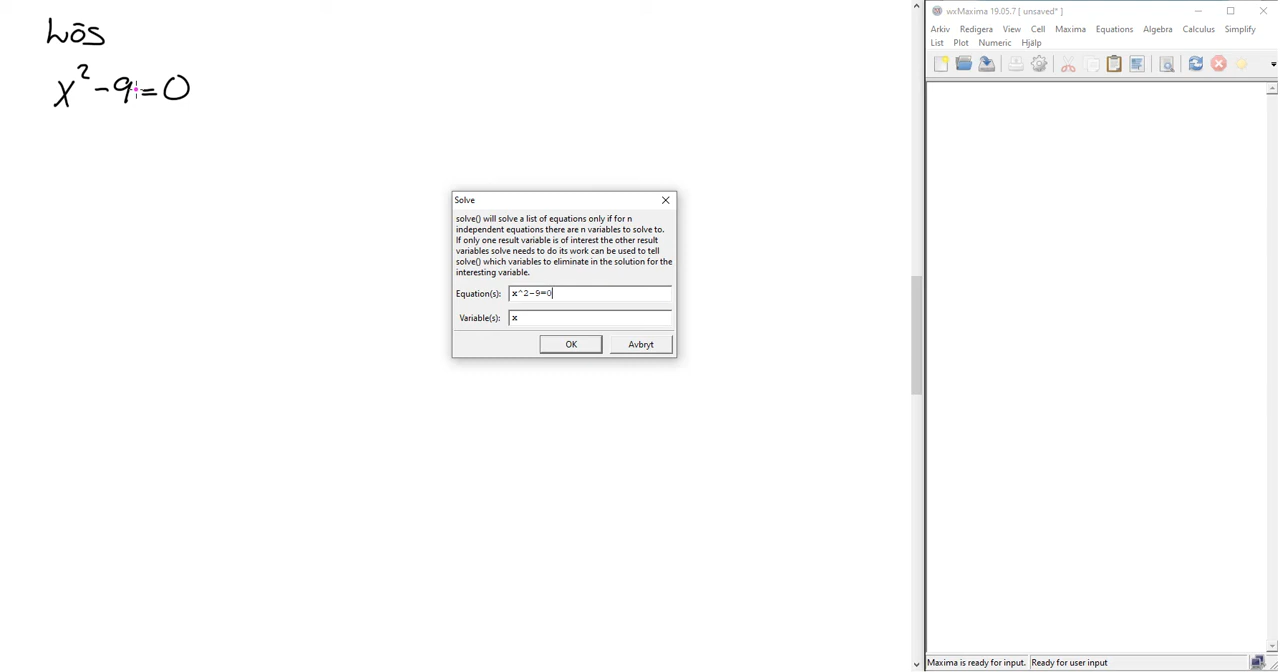 Lös
x² - 9 = 0
wxMaxima 19.05.7 [ unsaved* ]
Arkiv Redigera View Cell Maxima Equations Algebra Calculus Simplify
List Plot Numeric Hjälp
Solve
solve() will solve a list of equations only if for n
independent equations there are n variables to solve to.
If only one result variable is of interest the other result
variables solve needs to do its work can be used to tell
solve() which variables to eliminate in the solution for the
interesting variable.
Equation(s): x^2-9=0
Variable(s): x
OK Avbryt
Maxima is ready for input. Ready for user input